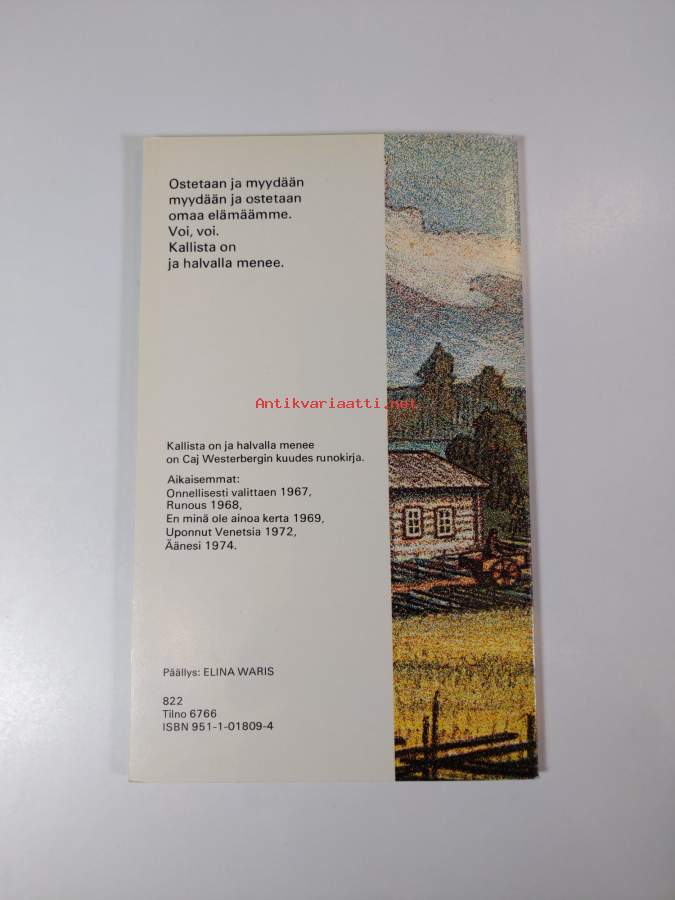 Ostetaan ja myydään
myydään ja ostetaan
omaa elämäämme.
Voi, voi.
Kallista on
ja halvalla menee.
Antikvariaatti.net
Kallista on ja halvalla menee
on Caj Westerbergin kuudes runokirja.
Aikaisemmat:
Onnellisesti valittaen 1967,
Runous 1968,
En minä ole ainoa kerta 1969,
Uponnut Venetsia 1972,
Äänesi 1974.
Päällys: ELINA WARIS
822
Tilno 6766
ISBN 951-1-01809-4